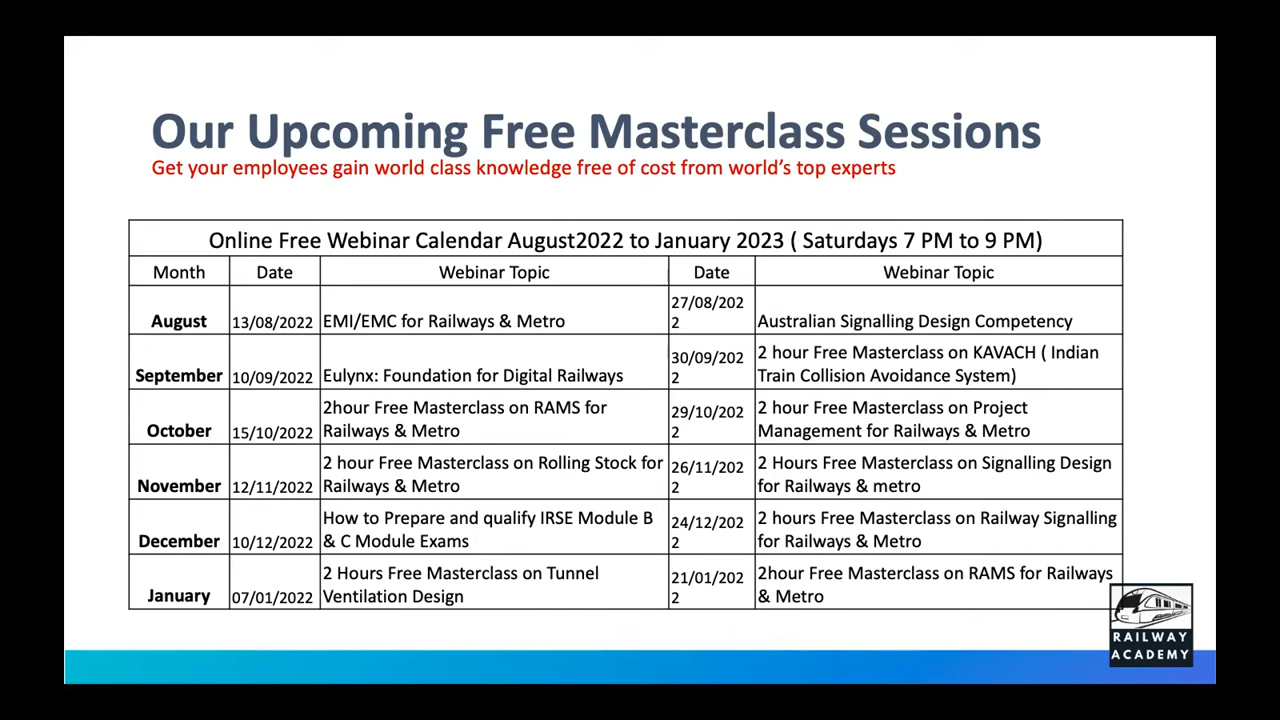 Our Upcoming Free Masterclass Sessions
Get your employees gain world class knowledge free of cost from world's top experts
Online Free Webinar Calendar August2022 to January 2023 ( Saturdays 7 PM to 9 PM)
Month Date Webinar Topic Date Webinar Topic
August 13/08/2022 EMI/EMC for Railways & Metro 27/08/202
2 Australian Signalling Design Competency
September 10/09/2022 Eulynx: Foundation for Digital Railways 30/09/202
2 2 hour Free Masterclass on KAVACH ( Indian
Train Collision Avoidance System)
October 15/10/2022 2hour Free Masterclass on RAMS for
Railways & Metro 29/10/202
2 2 hour Free Masterclass on Project
Management for Railways & Metro
November 12/11/2022 2 hour Free Masterclass on Rolling Stock for
Railways & Metro 26/11/202
2 2 Hours Free Masterclass on Signalling Design
for Railways & metro
December 10/12/2022 How to Prepare and qualify IRSE Module B
& C Module Exams 24/12/202
2 2 hours Free Masterclass on Railway Signalling
for Railways & Metro
January 07/01/2022 2 Hours Free Masterclass on Tunnel
Ventilation Design 21/01/202
2 2hour Free Masterclass on RAMS for Railways
& Metro
RAILWAY
ACADEMY